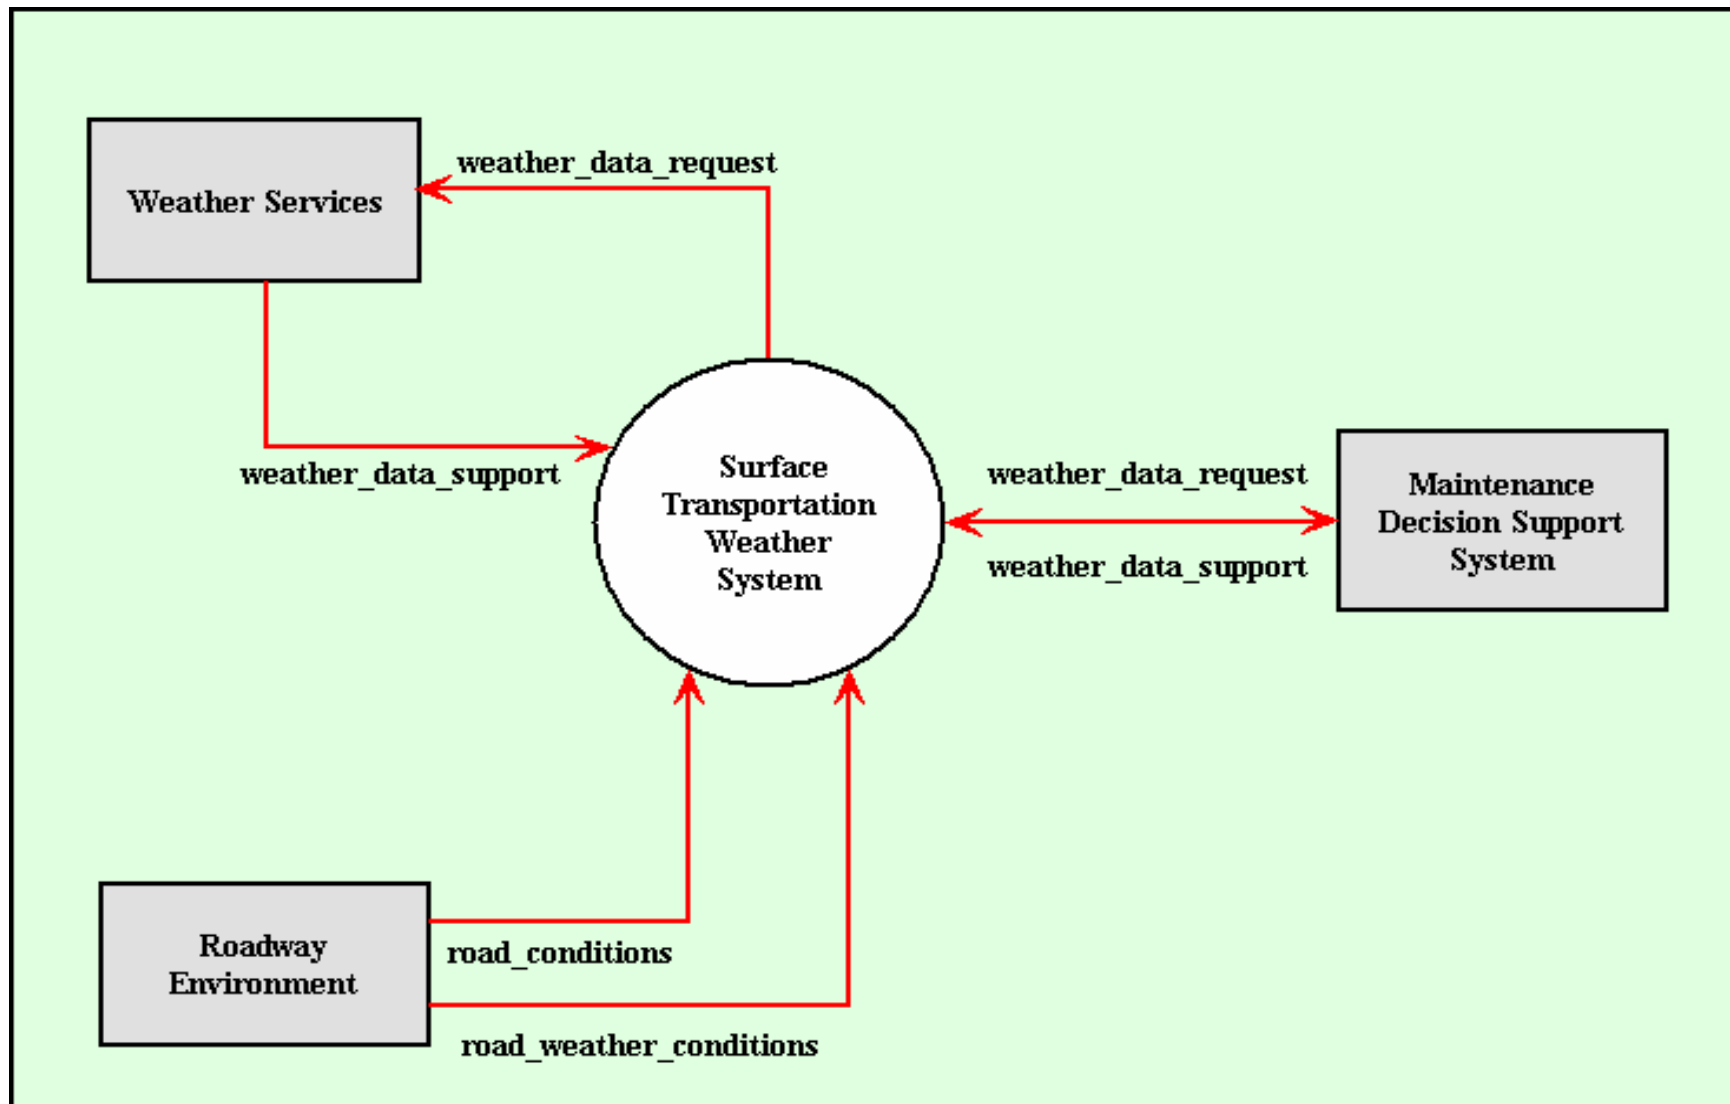 weather_data_request
Weather Services
weather_data_support
Surface
Transportation
Weather
System
weather_data_request
weather_data_support
Maintenance
Decision Support
System
Roadway
Environment
road_conditions
road_weather_conditions